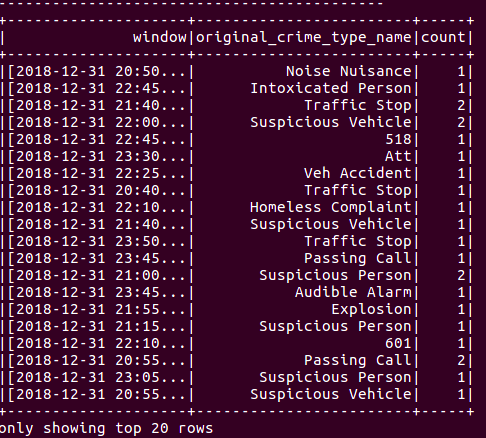 -------------------------------------------
+--------------------+------------------------+-----+
|              window|original_crime_type_name|count|
+--------------------+------------------------+-----+
|[2018-12-31 20:50...|          Noise Nuisance|    1|
|[2018-12-31 22:45...|      Intoxicated Person|    1|
|[2018-12-31 21:40...|            Traffic Stop|    2|
|[2018-12-31 22:00...|      Suspicious Vehicle|    2|
|[2018-12-31 22:45...|                     518|    1|
|[2018-12-31 23:30...|                     Att|    1|
|[2018-12-31 22:25...|            Veh Accident|    1|
|[2018-12-31 20:40...|            Traffic Stop|    1|
|[2018-12-31 22:10...|      Homeless Complaint|    1|
|[2018-12-31 21:40...|      Suspicious Vehicle|    1|
|[2018-12-31 23:50...|            Traffic Stop|    1|
|[2018-12-31 23:45...|            Passing Call|    1|
|[2018-12-31 21:00...|       Suspicious Person|    2|
|[2018-12-31 23:45...|           Audible Alarm|    1|
|[2018-12-31 21:55...|               Explosion|    1|
|[2018-12-31 21:15...|       Suspicious Person|    1|
|[2018-12-31 22:10...|                     601|    1|
|[2018-12-31 20:55...|            Passing Call|    2|
|[2018-12-31 23:05...|       Suspicious Person|    1|
|[2018-12-31 20:55...|      Suspicious Vehicle|    1|
+--------------------+------------------------+-----+
only showing top 20 rows